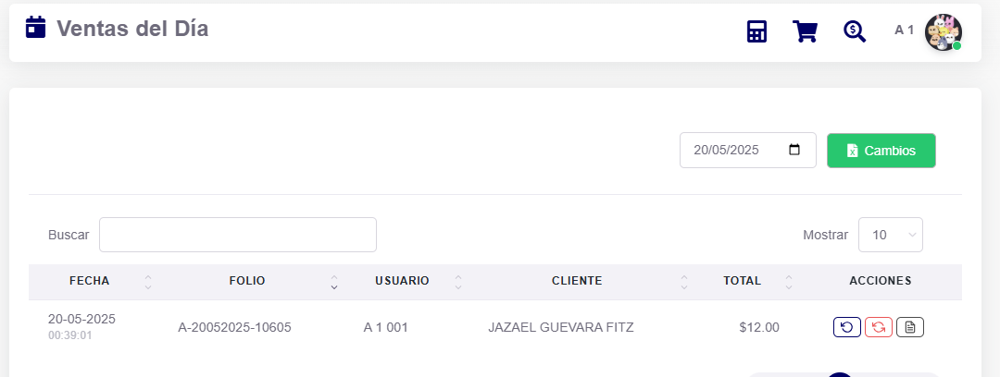 Ventas del Día
A 1
20/05/2025
Cambios
Buscar
Mostrar 10
FECHA FOLIO USUARIO CLIENTE TOTAL ACCIONES
20-05-2025 A-20052025-10605 A 1 001 JAZAEL GUEVARA FITZ $12.00
00:39:01